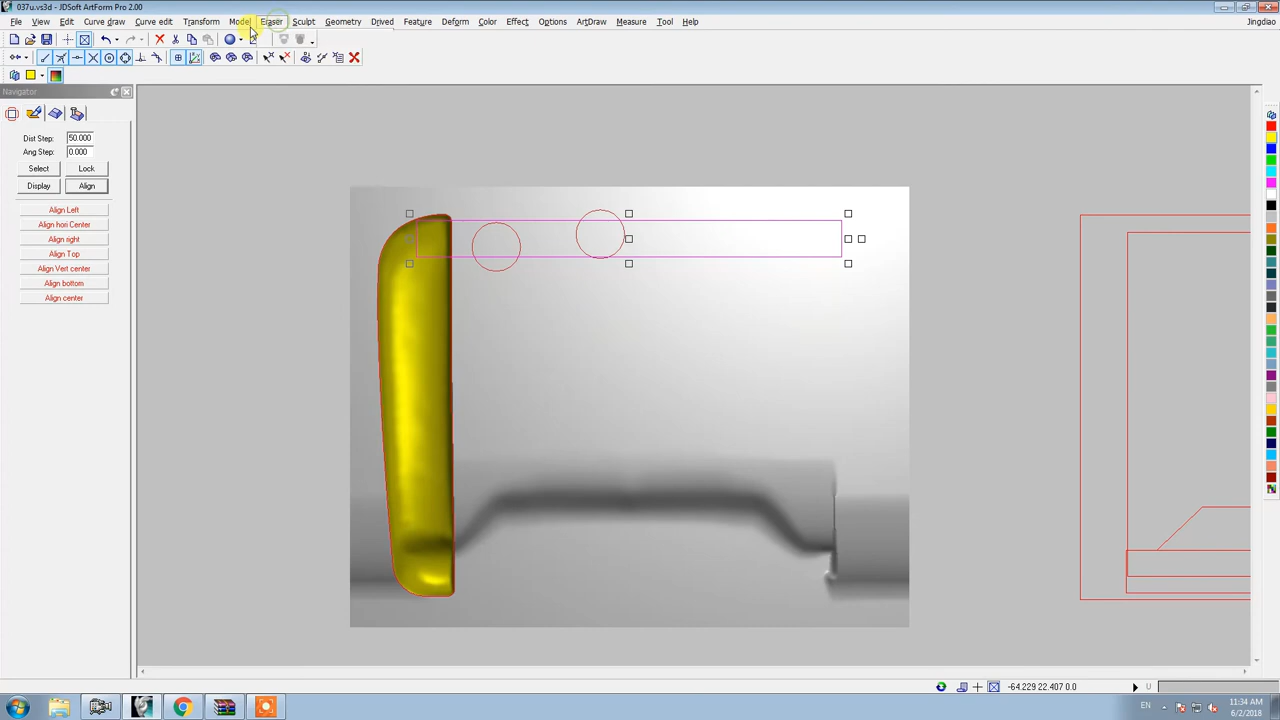 037u.vs3d - JDSoft ArtForm Pro 2.00
File View Edit Curve draw Curve edit Transform Model Eraser Sculpt Geometry Drived Feature Deform Color Effect Options ArtDraw Measure Tool Help Jingdiao
Navigator
Dist Step: 50.000
Ang Step: 0.000
Select Lock
Display Align
Align Left
Align hori Center
Align right
Align Top
Align Vert center
Align bottom
Align center
-64.229 22.407 0.0 U
EN 11:34 AM
6/2/2018